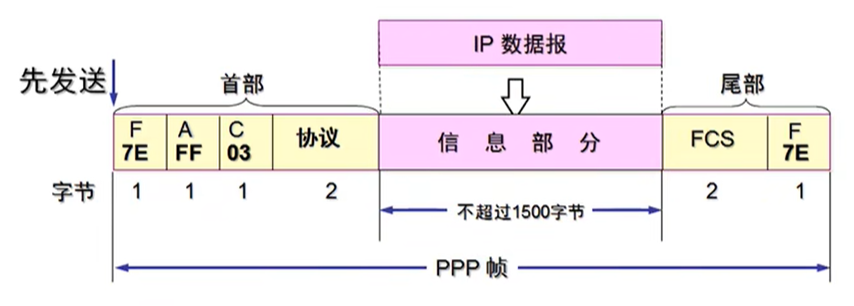 IP 数据报
先发送
首部
尾部
F A C 协议 信息部分 FCS F
7E FF 03 7E
字节 1 1 1 2 不超过1500字节 2 1
PPP 帧